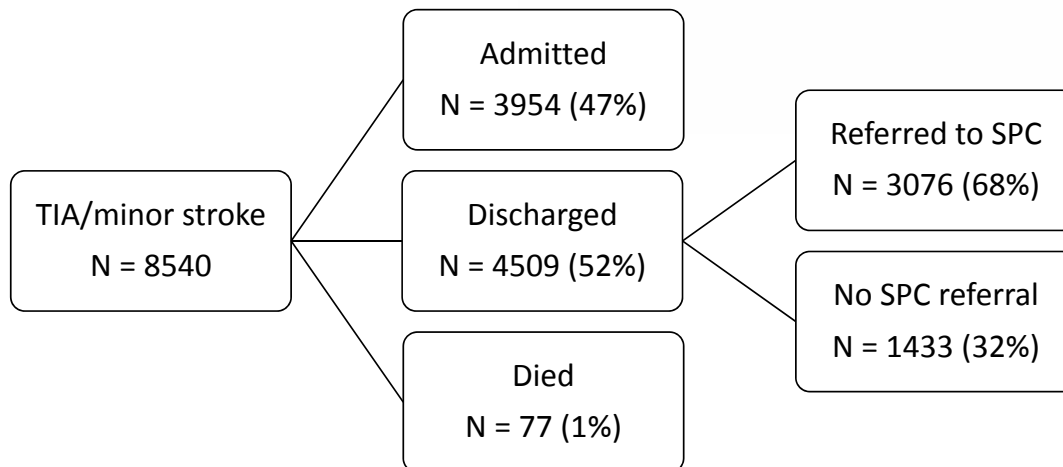 TIA/minor stroke
N = 8540
Admitted
N = 3954 (47%)
Discharged
N = 4509 (52%)
Died
N = 77 (1%)
Referred to SPC
N = 3076 (68%)
No SPC referral
N = 1433 (32%)